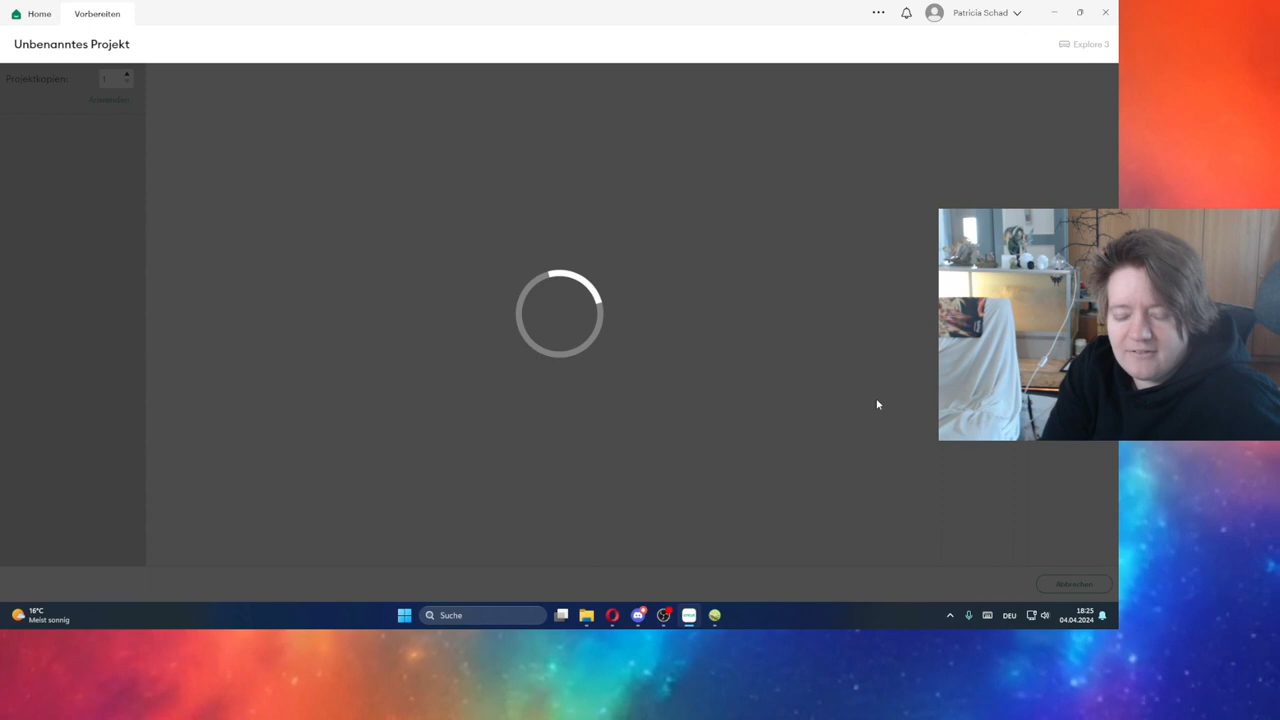 Home
Vorbereiten
Patricia Schad
Unbenanntes Projekt
Explore 3
Projektkopien:
1
Anwenden
Abbrechen
16°C
Meist sonnig
Suche
DEU
18:25
04.04.2024